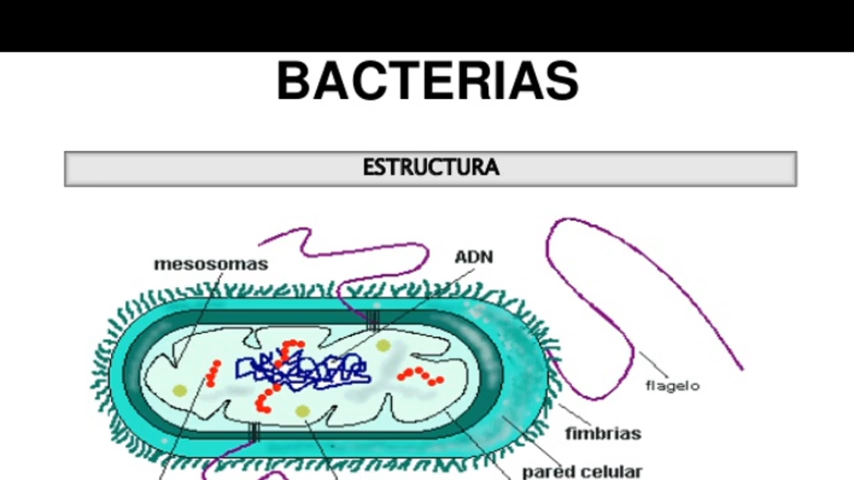 BACTERIAS
ESTRUCTURA
mesosomas
ADN
flagelo
fimbrias
pared celular